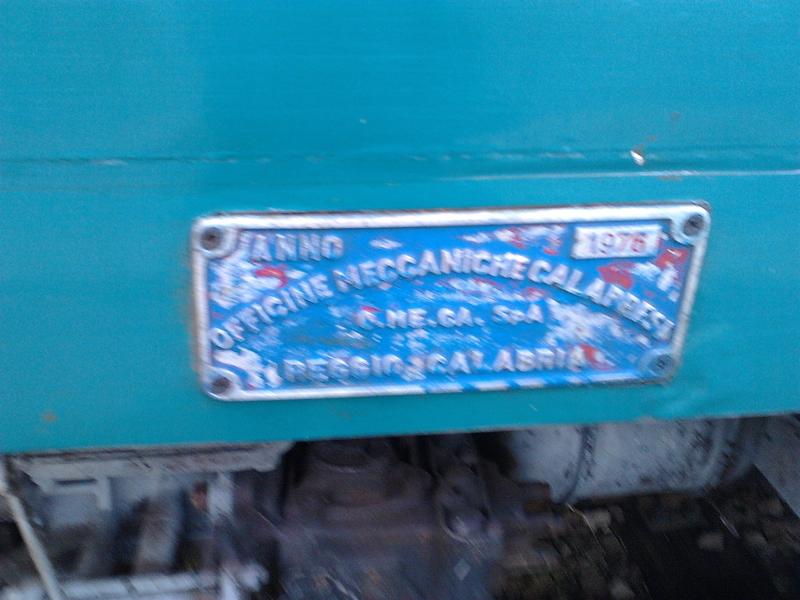 ANNO 1976
OFFICINE MECCANICHE CALABRESI
O.ME.CA. SpA
REGGIO CALABRIA